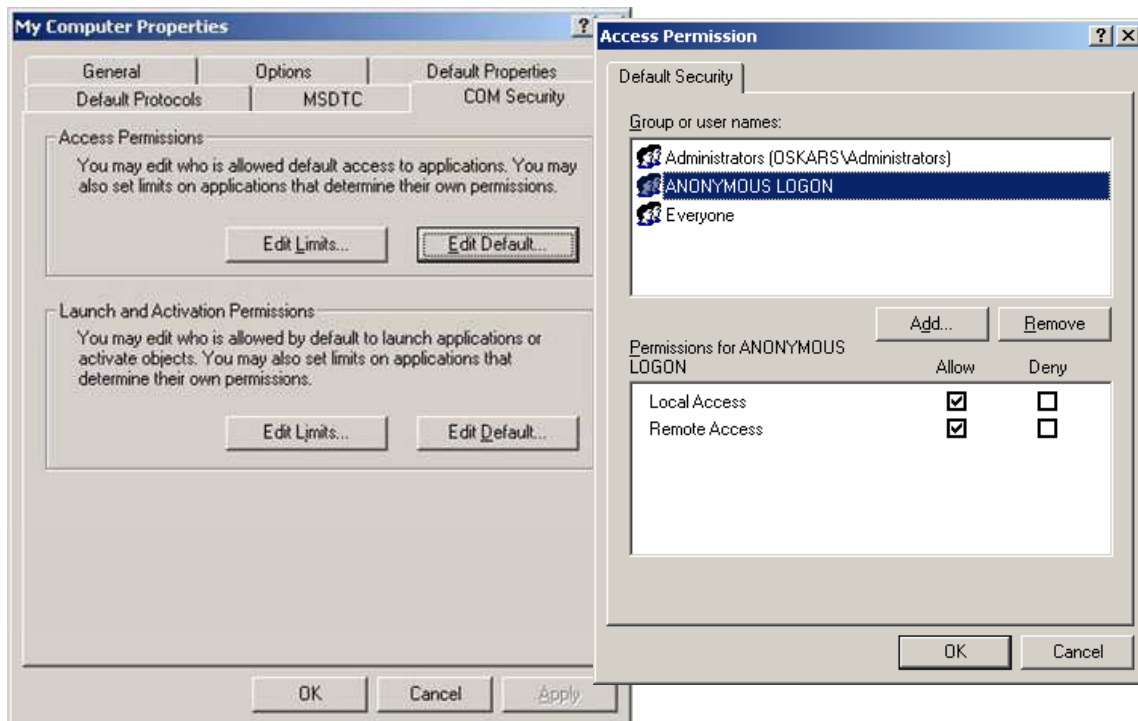 My Computer Properties
General
Options
Default Properties
Default Protocols
MSDTC
COM Security
Access Permissions
You may edit who is allowed default access to applications. You may
also set limits on applications that determine their own permissions.
Edit Limits...
Edit Default...
Launch and Activation Permissions
You may edit who is allowed by default to launch applications or
activate objects. You may also set limits on applications that
determine their own permissions.
Edit Limits...
Edit Default...
OK
Cancel
Apply
Access Permission
Default Security
Group or user names:
Administrators (OSKARS\Administrators)
ANONYMOUS LOGON
Everyone
Add...
Remove
Permissions for ANONYMOUS
LOGON
Allow
Deny
Local Access
Remote Access
OK
Cancel